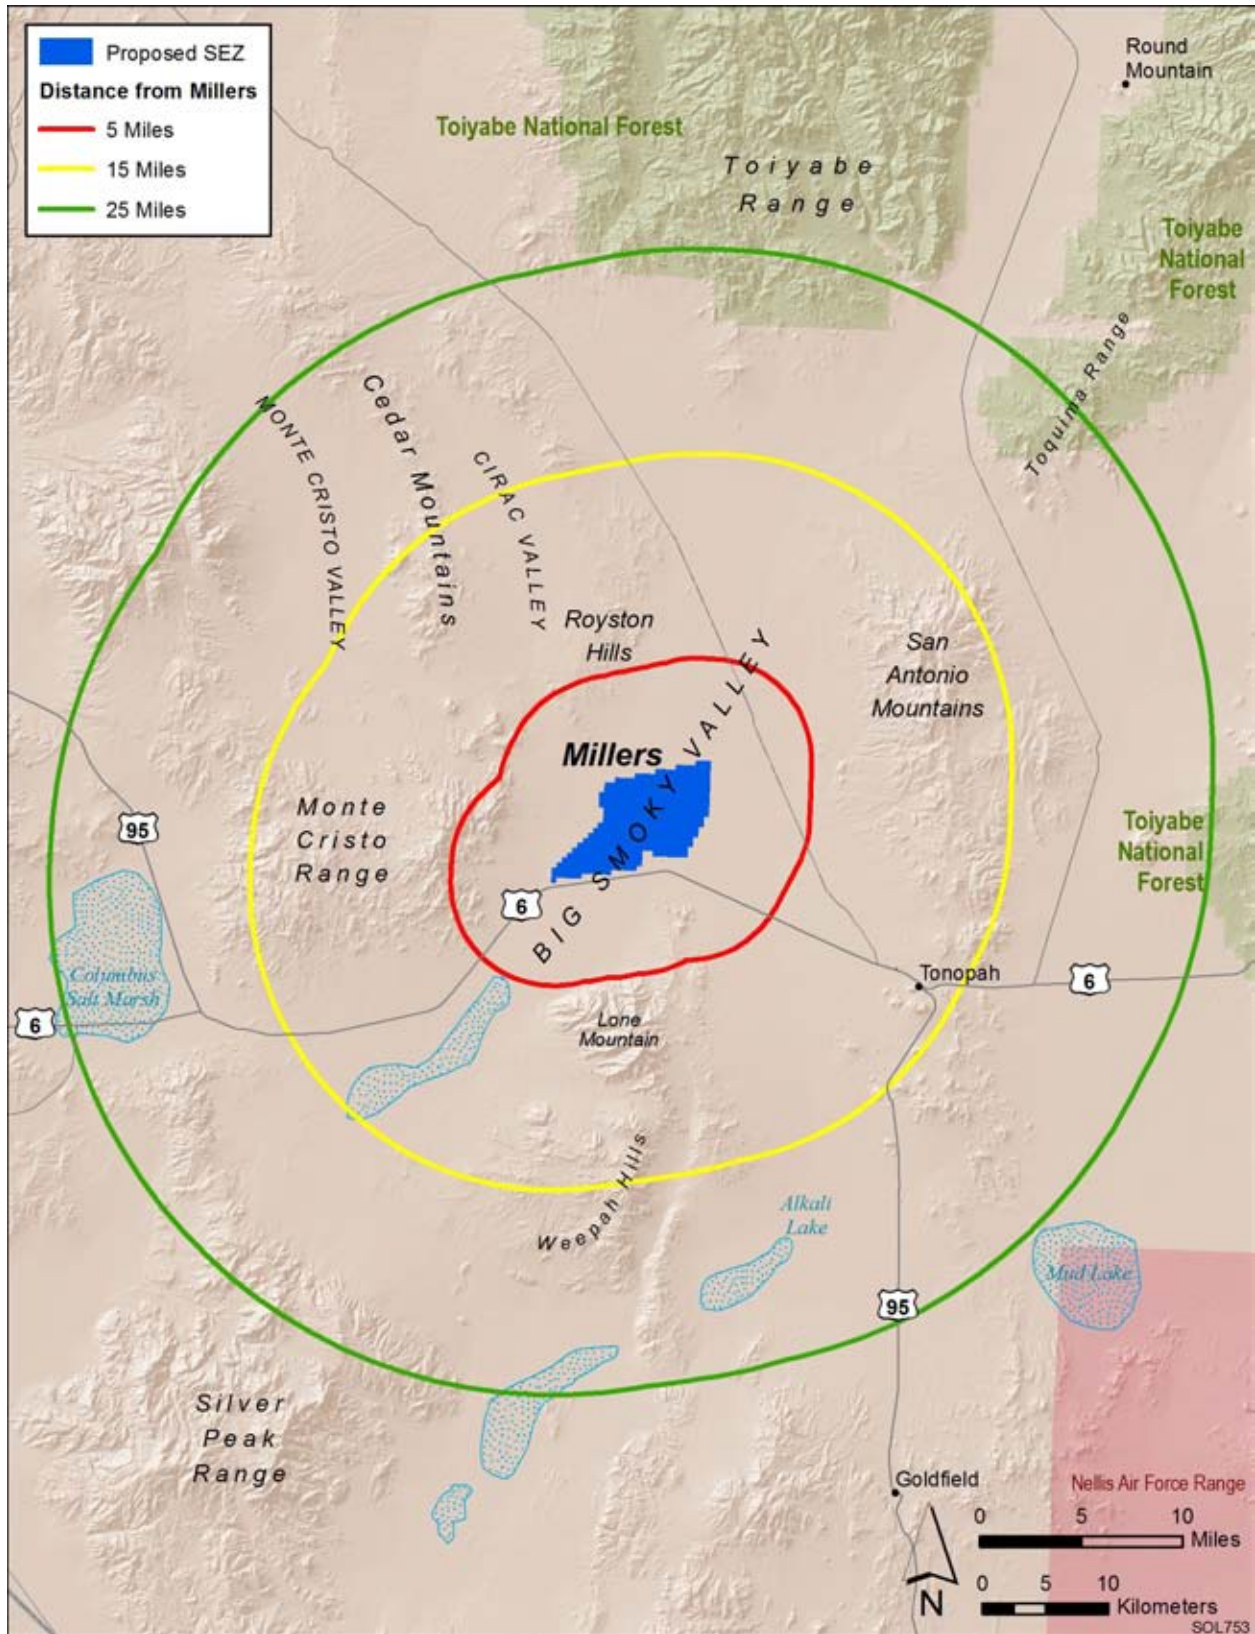 Proposed SEZ
Distance from Millers
5 Miles
15 Miles
25 Miles
Round
Mountain
Toiyabe National Forest
Toiyabe
Range
Toiyabe
National
Forest
Toquima Range
MONTE CRISTO VALLEY
Cedar Mountains
CIRAC VALLEY
Royston
Hills
San
Antonio
Mountains
Millers
BIG SMOKY VALLEY
Monte
Cristo
Range
95
Toiyabe
National
Forest
6
Columbus
Salt Marsh
6
Tonopah
6
Lone
Mountain
Weepah Hills
Alkali
Lake
Mud Lake
95
Silver
Peak
Range
Goldfield
Nellis Air Force Range
0 5 10
Miles
0 5 10
Kilometers
N
SOL753